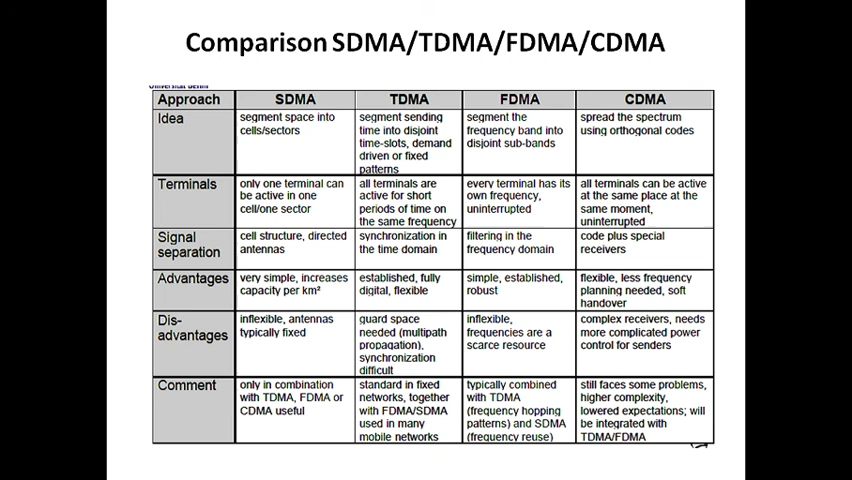 Comparison SDMA/TDMA/FDMA/CDMA
Approach SDMA TDMA FDMA CDMA
Idea
segment space into
cells/sectors
segment sending
time into disjoint
time-slots, demand
driven or fixed
patterns
segment the
frequency band into
disjoint sub-bands
spread the spectrum
using orthogonal codes
Terminals
only one terminal can
be active in one
cell/one sector
all terminals are
active for short
periods of time on
the same frequency
every terminal has its
own frequency,
uninterrupted
all terminals can be active
at the same place at the
same moment,
uninterrupted
Signal
separation
cell structure, directed
antennas
synchronization in
the time domain
filtering in the
frequency domain
code plus special
receivers
Advantages
very simple, increases
capacity per km²
established, fully
digital, flexible
simple, established,
robust
flexible, less frequency
planning needed, soft
handover
Dis-
advantages
inflexible, antennas
typically fixed
guard space
needed (multipath
propagation),
synchronization
difficult
inflexible,
frequencies are a
scarce resource
complex receivers, needs
more complicated power
control for senders
Comment
only in combination
with TDMA, FDMA or
CDMA useful
standard in fixed
networks, together
with FDMA/SDMA
used in many
mobile networks
typically combined
with TDMA
(frequency hopping
patterns) and SDMA
(frequency reuse)
still faces some problems,
higher complexity,
lowered expectations; will
be integrated with
TDMA/FDMA